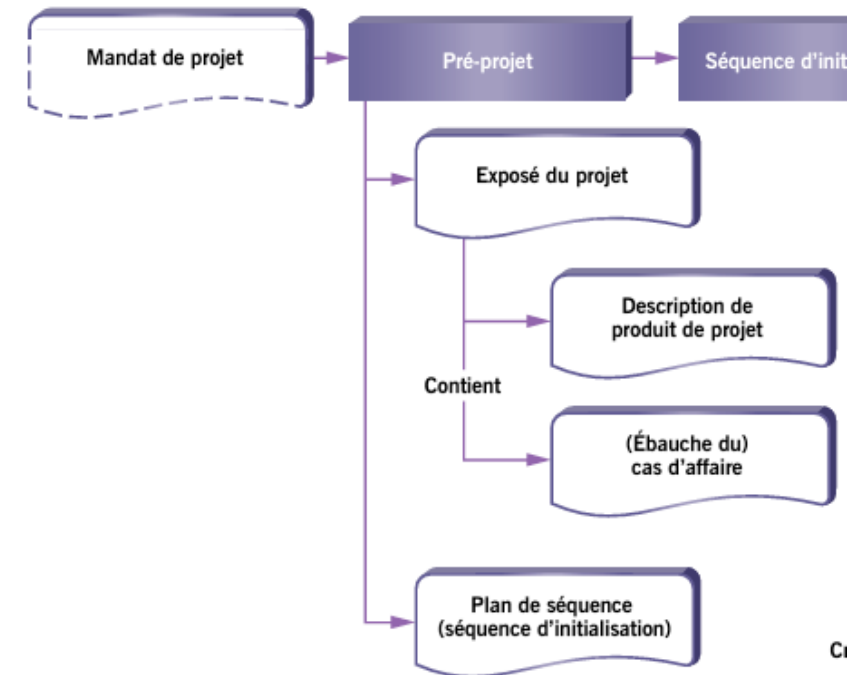 Mandat de projet
Pré-projet
Séquence d'init
Exposé du projet
Description de
produit de projet
Contient
(Ébauche du)
cas d'affaire
Plan de séquence
(séquence d'initialisation)